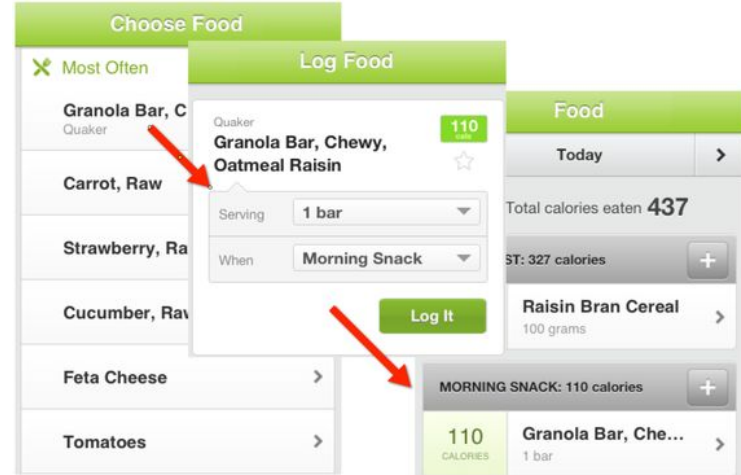 Choose Food
Most Often
Granola Bar, C
Quaker
Carrot, Raw
Strawberry, Ra
Cucumber, Rav
Feta Cheese
Tomatoes
Log Food
Quaker
Granola Bar, Chewy,
Oatmeal Raisin
110
cals
Serving 1 bar
When Morning Snack
Log It
Food
Today
Total calories eaten 437
ST: 327 calories
Raisin Bran Cereal
100 grams
MORNING SNACK: 110 calories
110
CALORIES
Granola Bar, Che...
1 bar